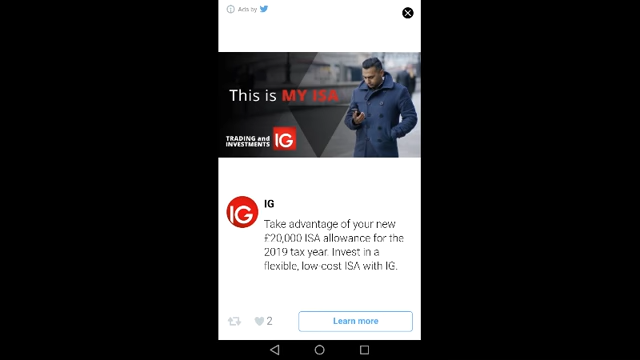 Ads by
This is MY ISA
TRADING and
INVESTMENTS
IG
IG
IG
Take advantage of your new
£20,000 ISA allowance for the
2019 tax year. Invest in a
flexible, low-cost ISA with IG.
2
Learn more